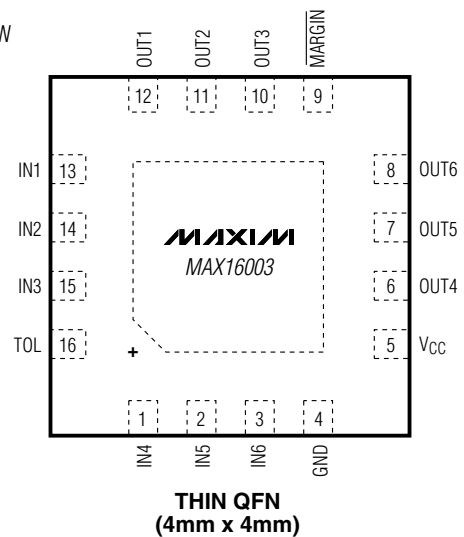 W
OUT1
OUT2
OUT3
MARGIN
12
11
10
9
IN1 13
8 OUT6
IN2 14
7 OUT5
IN3 15
6 OUT4
TOL 16
5 VCC
MAXIM
MAX16003
+
1
2
3
4
IN4
IN5
IN6
GND
THIN QFN
(4mm x 4mm)